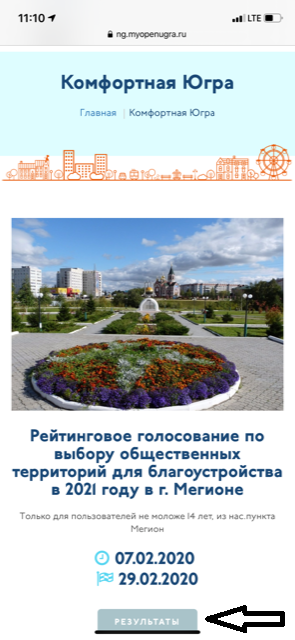 11:10
LTE
ng.myopenugra.ru
Комфортная Югра
Главная | Комфортная Югра
Рейтинговое голосование по
выбору общественных
территорий для благоустройства
в 2021 году в г. Мегионе
Только для пользователей не моложе 14 лет, из нас.пункта
Мегион
07.02.2020
29.02.2020
РЕЗУЛЬТАТЫ